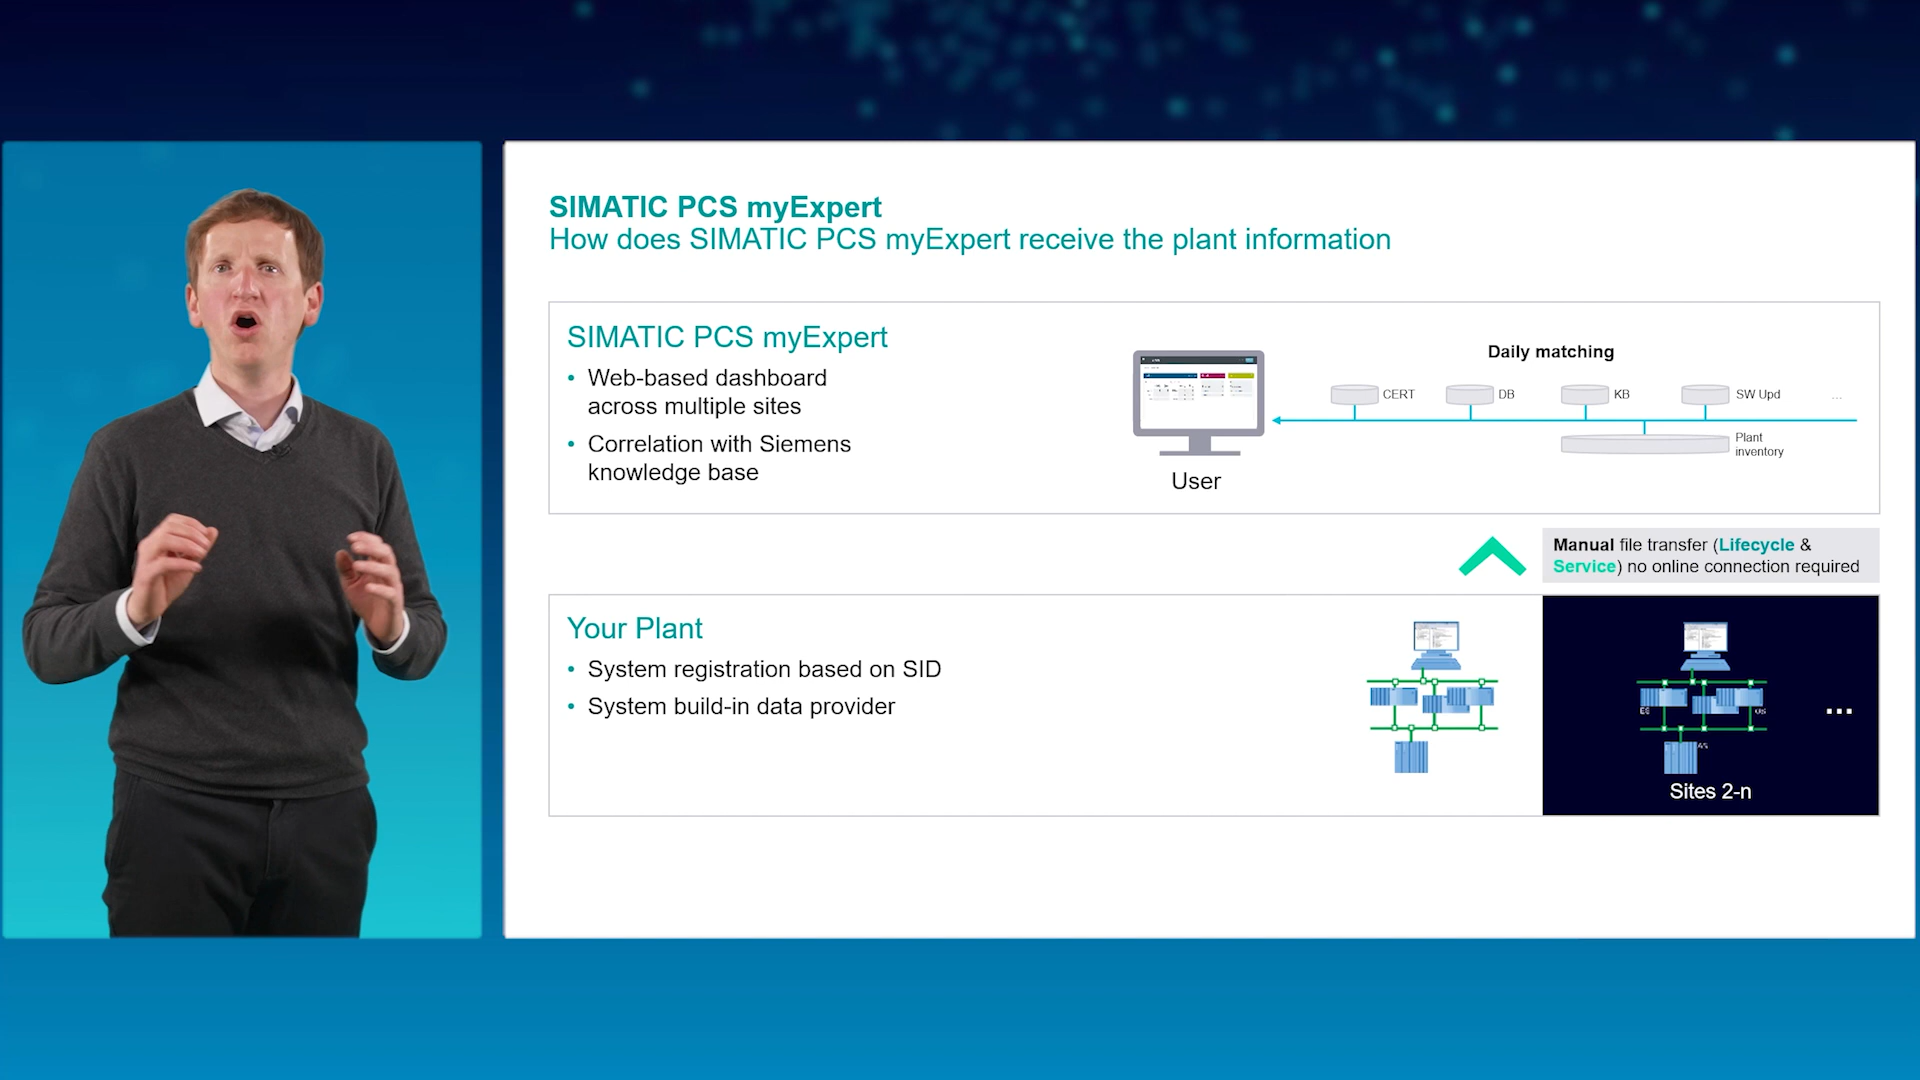 SIMATIC PCS myExpert
How does SIMATIC PCS myExpert receive the plant information
SIMATIC PCS myExpert
• Web-based dashboard
across multiple sites
• Correlation with Siemens
knowledge base
User
Daily matching
CERT
DB
KB
SW Upd
...
Plant
inventory
Manual file transfer (Lifecycle &
Service) no online connection required
Your Plant
• System registration based on SID
• System build-in data provider
ES
OS
AS
...
Sites 2-n